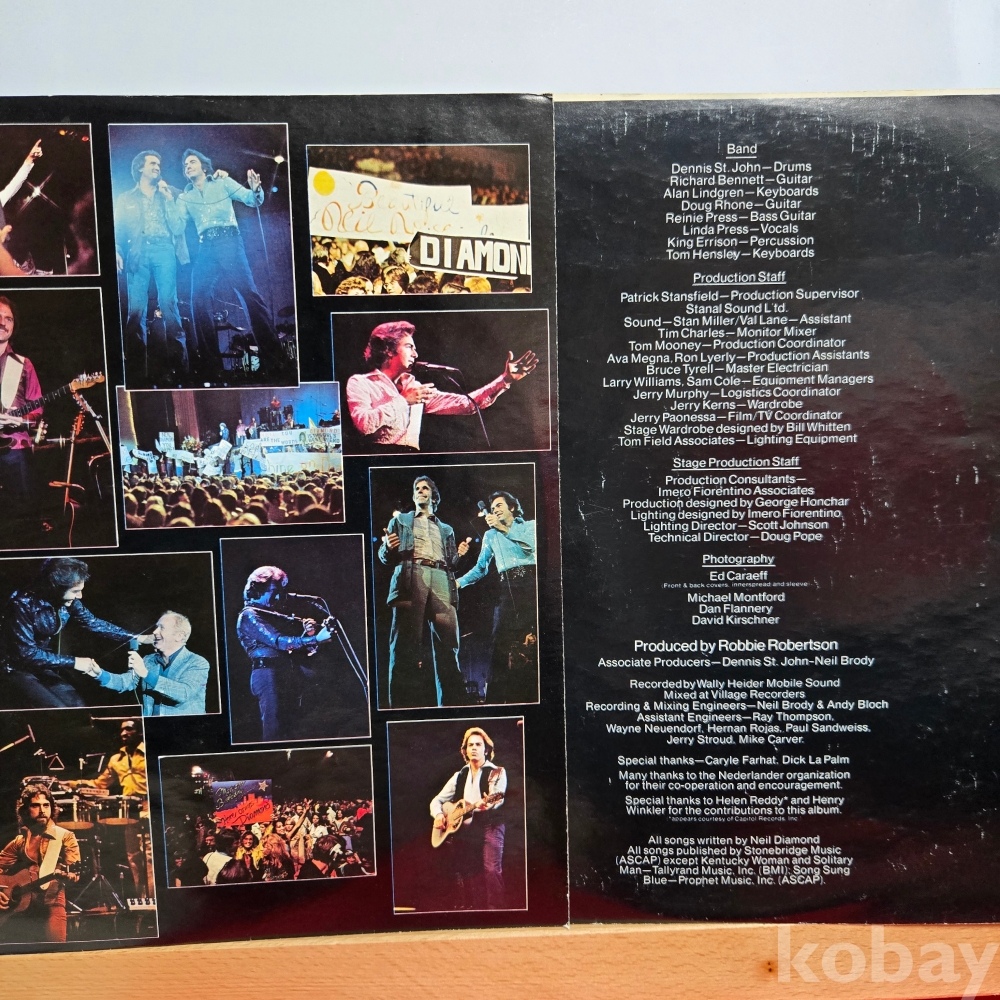 Beautiful
DIAMON
Band
Dennis St. John—Drums
Richard Bennett—Guitar
Alan Lindgren—Keyboards
Doug Rhone—Guitar
Reinie Press—Bass Guitar
Linda Press—Vocals
King Errison—Percussion
Tom Hensley—Keyboards
Production Staff
Patrick Stansfield—Production Supervisor
Stanal Sound L'td.
Sound—Stan Miller/Val Lane—Assistant
Tim Charles—Monitor Mixer
Tom Mooney—Production Coordinator
Ava Megna, Ron Lyerly—Production Assistants
Bruce Tyrell—Master Electrician
Larry Williams, Sam Cole—Equipment Managers
Jerry Murphy—Logistics Coordinator
Jerry Kerns—Wardrobe
Jerry Paonessa—Film/TV Coordinator
Stage Wardrobe designed by Bill Whitten
Tom Field Associates—Lighting Equipment
Stage Production Staff
Production Consultants—
Imero Fiorentino Associates
Production designed by George Honchar
Lighting designed by Imero Fiorentino
Lighting Director—Scott Johnson
Technical Director—Doug Pope
Photography
Ed Caraeff
(Front & back covers, innerspread and sleeve)
Michael Montford
Dan Flannery
David Kirschner
Produced by Robbie Robertson
Associate Producers—Dennis St. John-Neil Brody
Recorded by Wally Heider Mobile Sound
Mixed at Village Recorders
Recording & Mixing Engineers—Neil Brody & Andy Bloch
Assistant Engineers—Ray Thompson,
Wayne Neuendorf, Hernan Rojas, Paul Sandweiss,
Jerry Stroud, Mike Carver.
Special thanks—Caryle Farhat, Dick La Palm
Many thanks to the Nederlander organization
for their co-operation and encouragement.
Special thanks to Helen Reddy* and Henry
Winkler for the contributions to this album.
*appears courtesy of Capitol Records, Inc.
All songs written by Neil Diamond
All songs published by Stonebridge Music
(ASCAP) except Kentucky Woman and Solitary
Man—Tallyrand Music, Inc. (BMI); Song Sung
Blue—Prophet Music, Inc. (ASCAP).
kobay